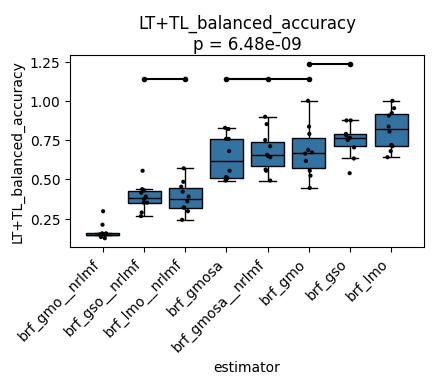 LT+TL_balanced_accuracy
p = 6.48e-09
LT+TL_balanced_accuracy
1.25
1.00
0.75
0.50
0.25
brf_gmo__nrlmf
brf_gso__nrlmf
brf_lmo__nrlmf
brf_gmosa
brf_gmosa__nrlmf
brf_gmo
brf_gso
brf_lmo
estimator